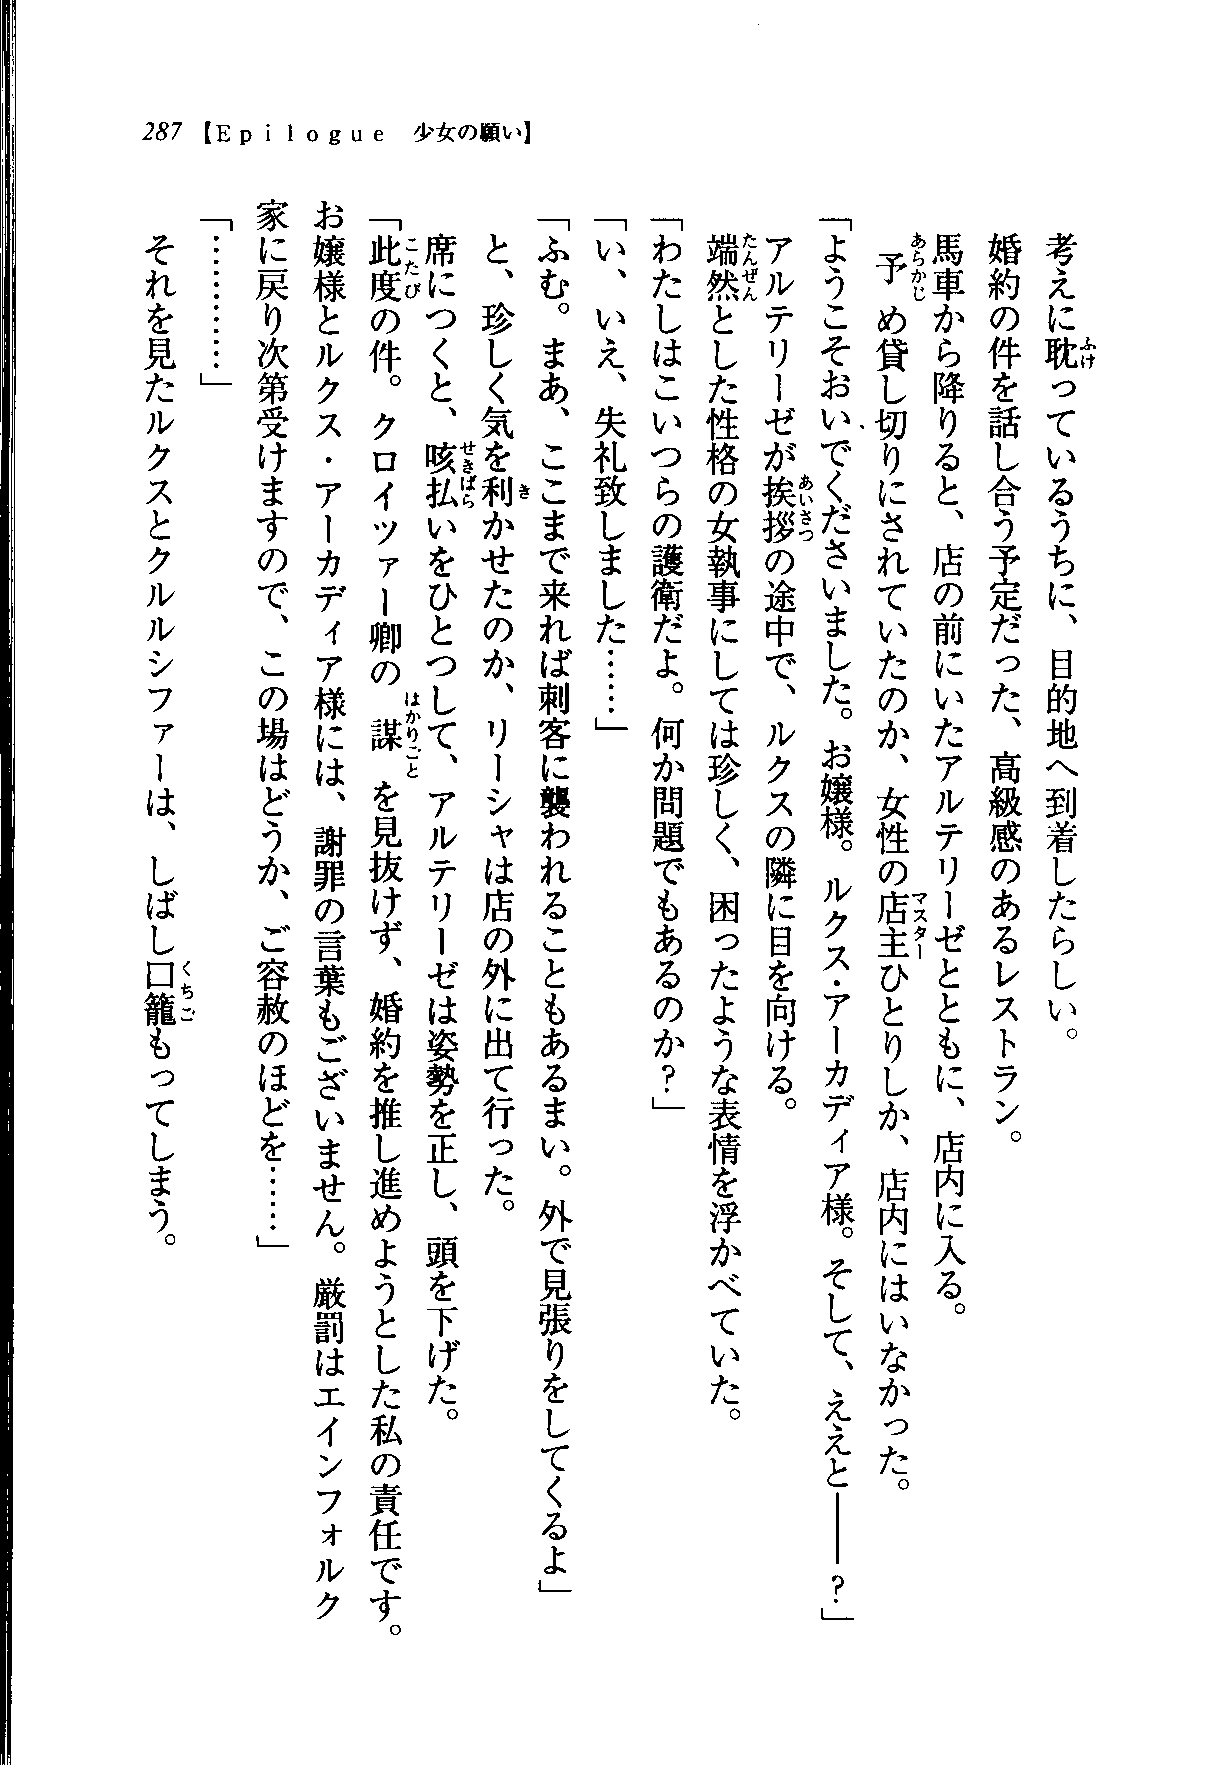 287 【Epilogue　少女の願い】
　考えに耽っているうちに、目的地へ到着したらしい。
　婚約の件を話し合う予定だった、高級感のあるレストラン。
　馬車から降りると、店の前にいたアルテリーゼとともに、店内に入る。
　予め貸し切りにされていたのか、女性の店主ひとりしか、店内にはいなかった。
「ようこそおいでくださいました。お嬢様。ルクス・アーカディア様。そして、ええと――？」
　アルテリーゼが挨拶の途中で、ルクスの隣に目を向ける。
　端然とした性格の女執事にしては珍しく、困ったような表情を浮かべていた。
「わたしはこいつらの護衛だよ。何か問題でもあるのか？」
「い、いえ、失礼致しました……」
「ふむ。まあ、ここまで来れば刺客に襲われることもあるまい。外で見張りをしてくるよ」
　と、珍しく気を利かせたのか、リーシャは店の外に出て行った。
　席につくと、咳払いをひとつして、アルテリーゼは姿勢を正し、頭を下げた。
「此度の件。クロイツァー卿の謀を見抜けず、婚約を推し進めようとした私の責任です。
お嬢様とルクス・アーカディア様には、謝罪の言葉もございません。厳罰はエインフォルク
家に戻り次第受けますので、この場はどうか、ご容赦のほどを……」
「…………」
　それを見たルクスとクルルシファーは、しばし口籠もってしまう。